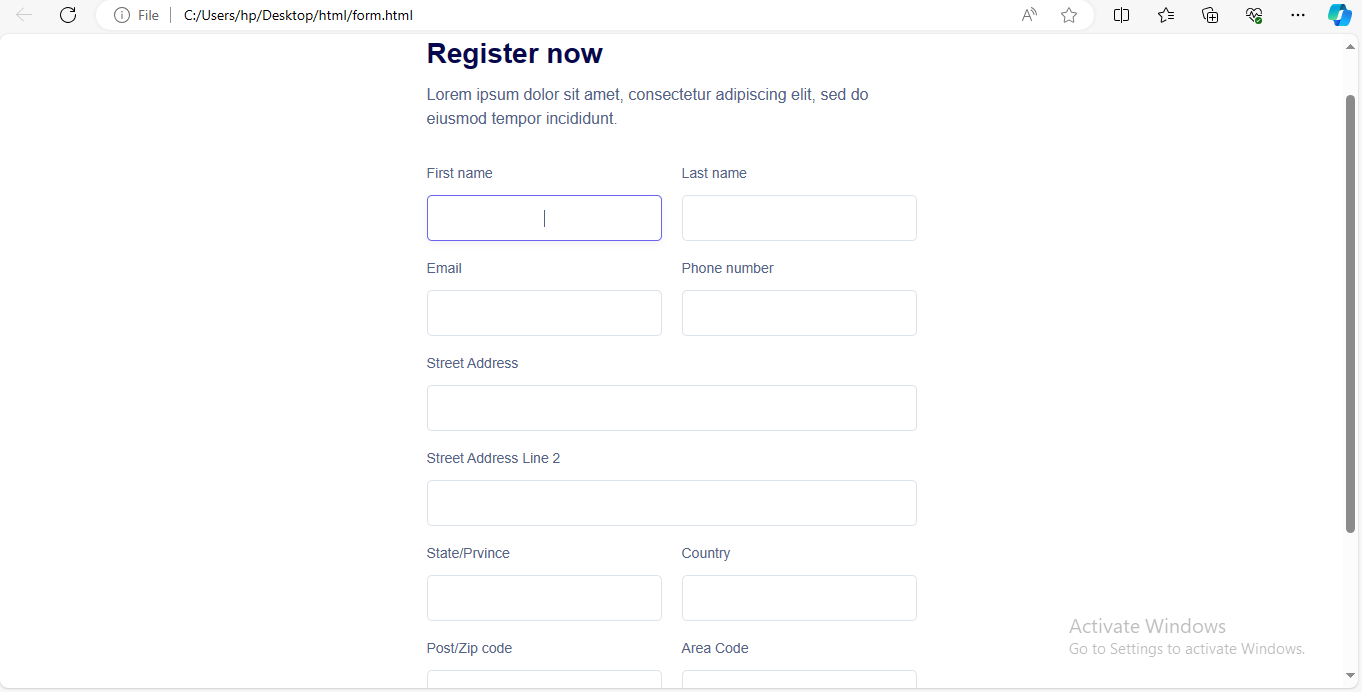 File C:/Users/hp/Desktop/html/form.html
Register now
Lorem ipsum dolor sit amet, consectetur adipiscing elit, sed do
eiusmod tempor incididunt.
First name Last name
Email Phone number
Street Address
Street Address Line 2
State/Prvince Country
Post/Zip code Area Code
Activate Windows
Go to Settings to activate Windows.